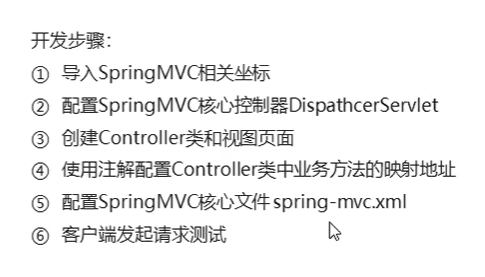 开发步骤：
① 导入SpringMVC相关坐标
② 配置SpringMVC核心控制器DispathcerServlet
③ 创建Controller类和视图页面
④ 使用注解配置Controller类中业务方法的映射地址
⑤ 配置SpringMVC核心文件 spring-mvc.xml
⑥ 客户端发起请求测试